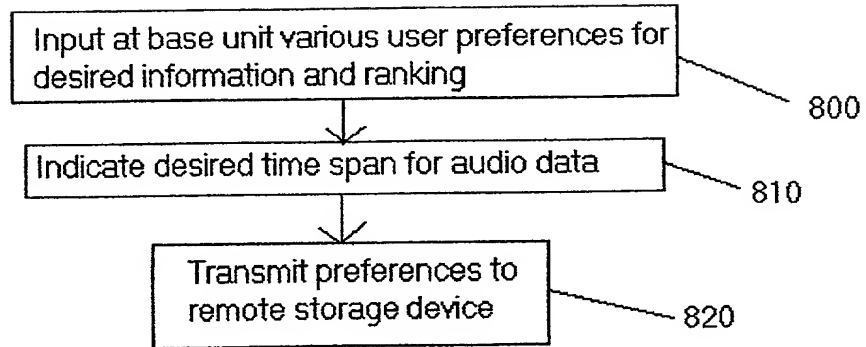 Input at base unit various user preferences for
desired information and ranking
800
Indicate desired time span for audio data
810
Transmit preferences to
remote storage device
820